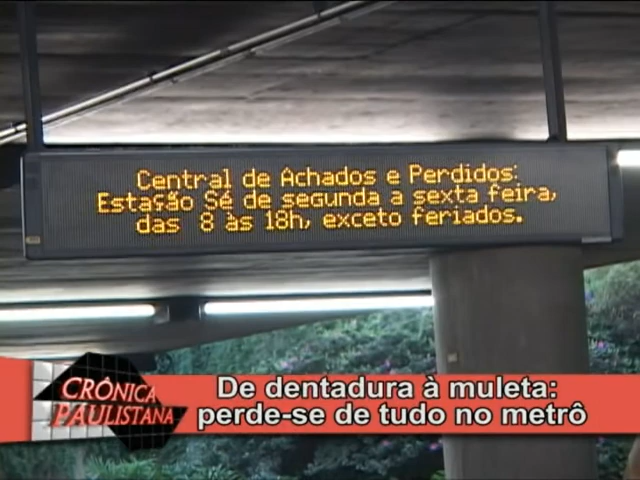 Central de Achados e Perdidos:
Estação Sé de segunda a sexta feira,
das 8 às 18h, exceto feriados.
CRÔNICA
PAULISTANA
De dentadura à muleta:
perde-se de tudo no metrô